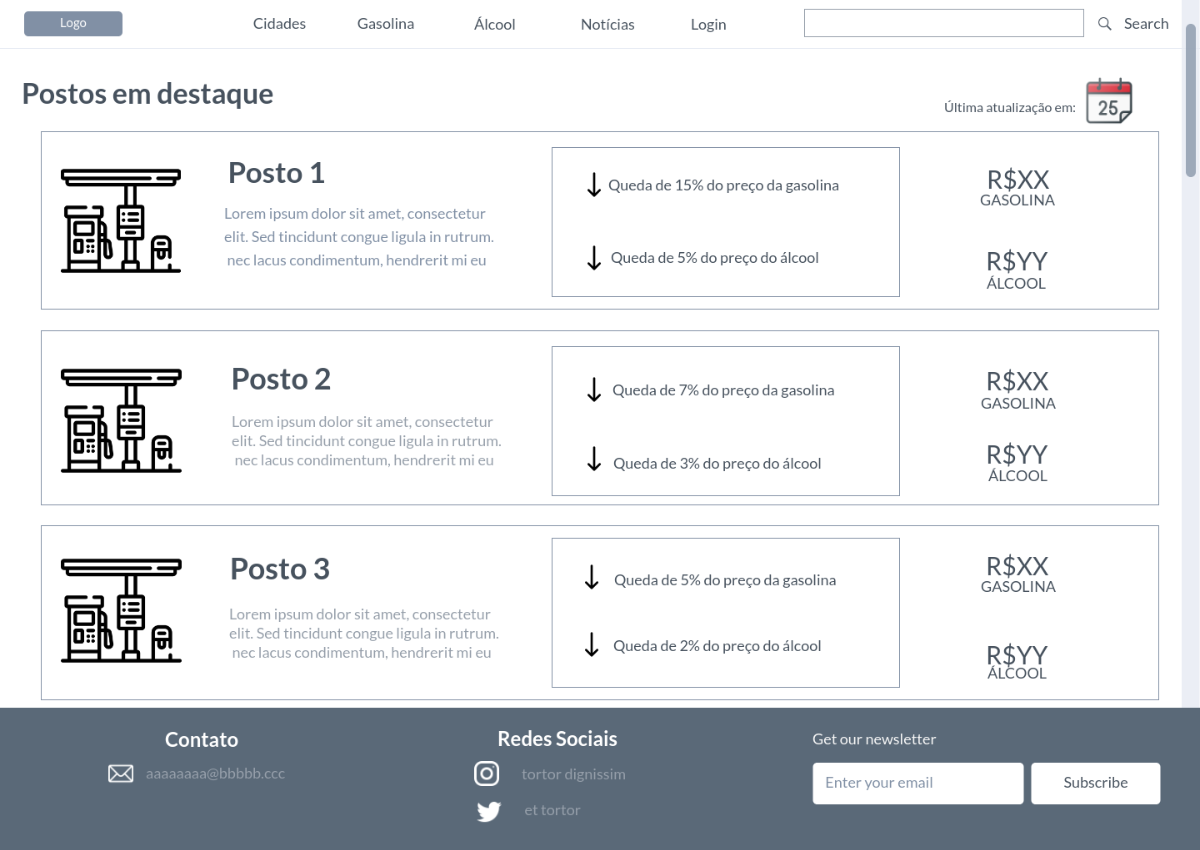 Logo
Cidades
Gasolina
Álcool
Notícias
Login
Search
Postos em destaque
Última atualização em:
25
Posto 1
Lorem ipsum dolor sit amet, consectetur
elit. Sed tincidunt congue ligula in rutrum.
nec lacus condimentum, hendrerit mi eu
Queda de 15% do preço da gasolina
Queda de 5% do preço do álcool
R$XX
GASOLINA
R$YY
ÁLCOOL
Posto 2
Lorem ipsum dolor sit amet, consectetur
elit. Sed tincidunt congue ligula in rutrum.
nec lacus condimentum, hendrerit mi eu
Queda de 7% do preço da gasolina
Queda de 3% do preço do álcool
R$XX
GASOLINA
R$YY
ÁLCOOL
Posto 3
Lorem ipsum dolor sit amet, consectetur
elit. Sed tincidunt congue ligula in rutrum.
nec lacus condimentum, hendrerit mi eu
Queda de 5% do preço da gasolina
Queda de 2% do preço do álcool
R$XX
GASOLINA
R$YY
ÁLCOOL
Contato
aaaaaaaa@bbbbb.ccc
Redes Sociais
tortor dignissim
et tortor
Get our newsletter
Enter your email
Subscribe